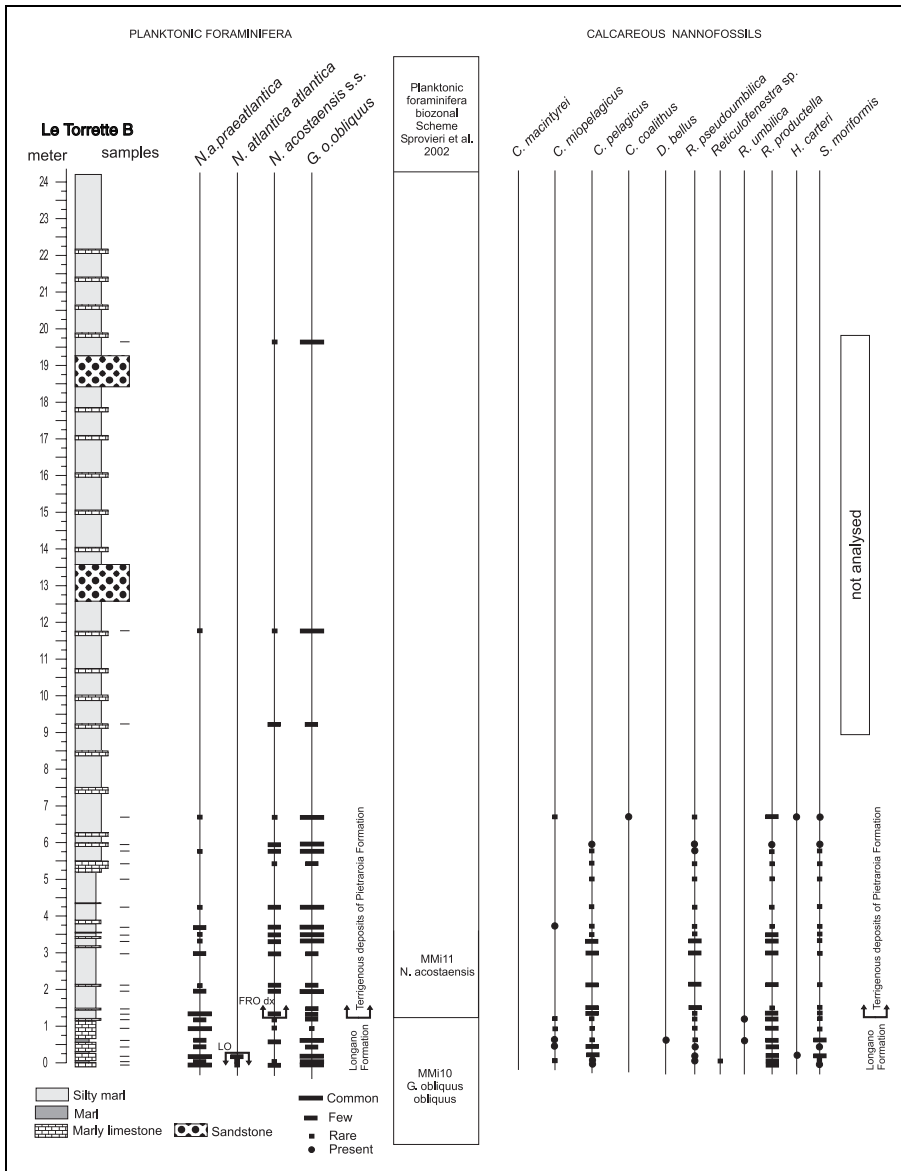 PLANKTONIC FORAMINIFERA
CALCAREOUS NANNOFOSSILS
Le Torrette B
meter
samples
N.a.praeatlantica
N. atlantica atlantica
N. acostaensis s.s.
G. o.obliquus
Planktonic
foraminifera
biozonal
Scheme
Sprovieri et al.
2002
C. macintyrei
C. miopelagicus
C. pelagicus
C. coalithus
D. bellus
R. pseudoumbilica
Reticulofenestra sp.
R. umbilica
R. productella
H. carteri
S. moriformis
24
23
22
21
20
19
18
17
16
15
14
13
12
11
10
9
8
7
6
5
4
3
2
1
0
not analysed
FRO dx
LO
Terrigenous deposits of Pietraroia Formation
Longano
Formation
MMi11
N. acostaensis
MMi10
G. obliquus
obliquus
Terrigenous deposits of Pietraroia Formation
Longano
Formation
Silty marl
Marl
Marly limestone
Sandstone
Common
Few
Rare
Present